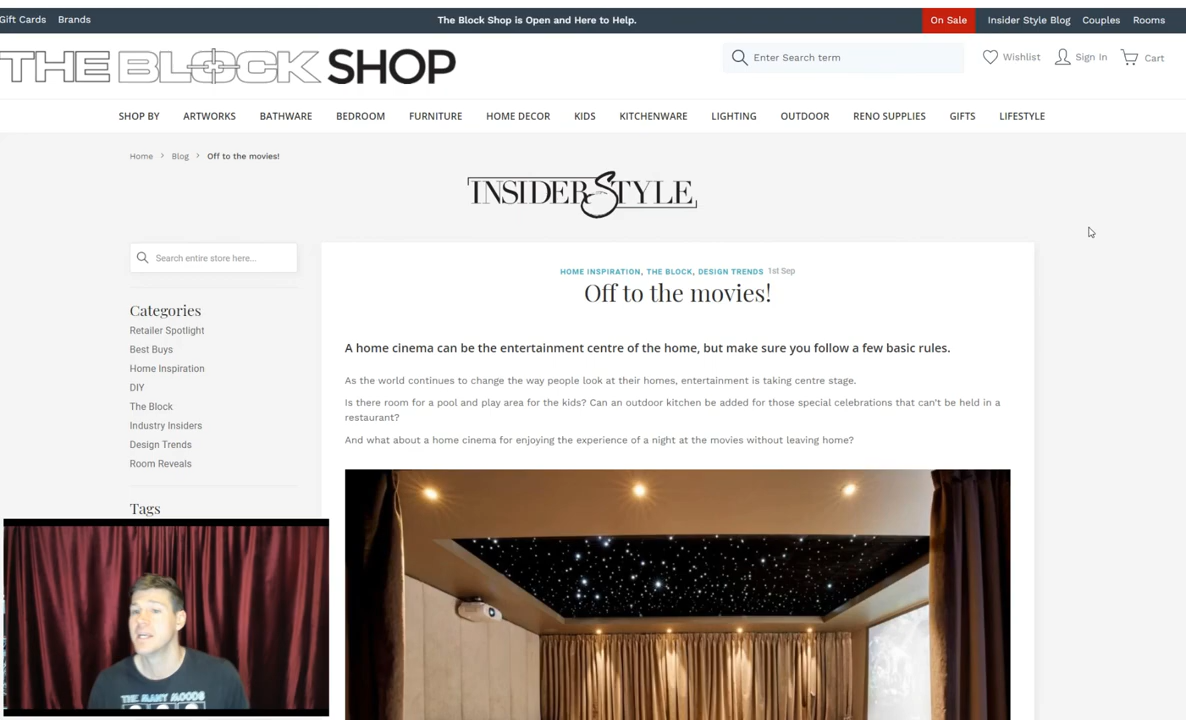 Gift Cards Brands The Block Shop is Open and Here to Help. On Sale Insider Style Blog Couples Rooms
THE BLOCK SHOP Enter Search term Wishlist Sign In Cart
SHOP BY ARTWORKS BATHWARE BEDROOM FURNITURE HOME DECOR KIDS KITCHENWARE LIGHTING OUTDOOR RENO SUPPLIES GIFTS LIFESTYLE
Home > Blog > Off to the movies!
INSIDER STYLE
Search entire store here...
Categories
Retailer Spotlight
Best Buys
Home Inspiration
DIY
The Block
Industry Insiders
Design Trends
Room Reveals
Tags
HOME INSPIRATION, THE BLOCK, DESIGN TRENDS 1st Sep
Off to the movies!
A home cinema can be the entertainment centre of the home, but make sure you follow a few basic rules.
As the world continues to change the way people look at their homes, entertainment is taking centre stage.
Is there room for a pool and play area for the kids? Can an outdoor kitchen be added for those special celebrations that can't be held in a
restaurant?
And what about a home cinema for enjoying the experience of a night at the movies without leaving home?
THE MANY MOODS